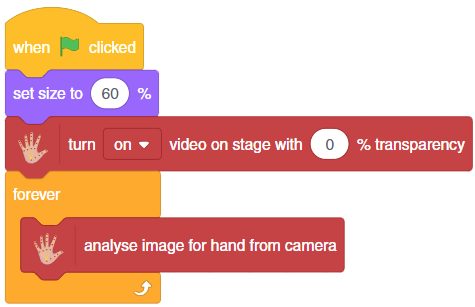 when clicked
set size to 60 %
turn on video on stage with 0 % transparency
forever
analyse image for hand from camera